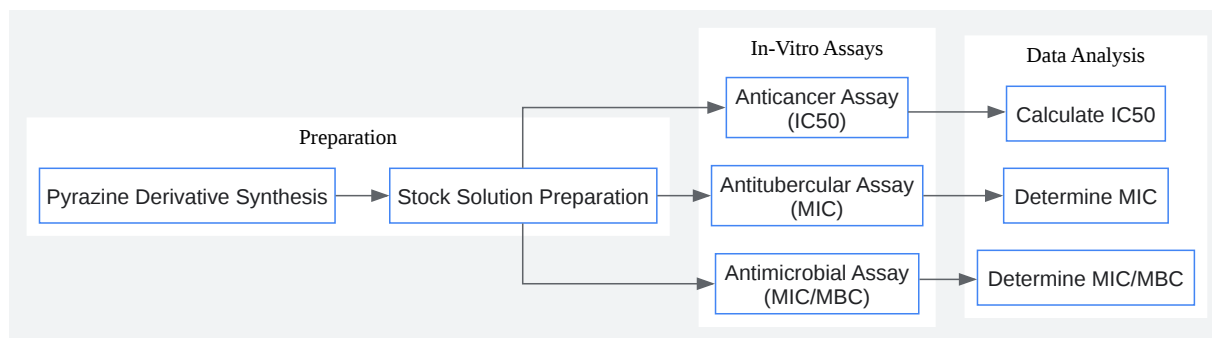 Preparation
Pyrazine Derivative Synthesis
Stock Solution Preparation
In-Vitro Assays
Anticancer Assay
(IC50)
Antitubercular Assay
(MIC)
Antimicrobial Assay
(MIC/MBC)
Data Analysis
Calculate IC50
Determine MIC
Determine MIC/MBC